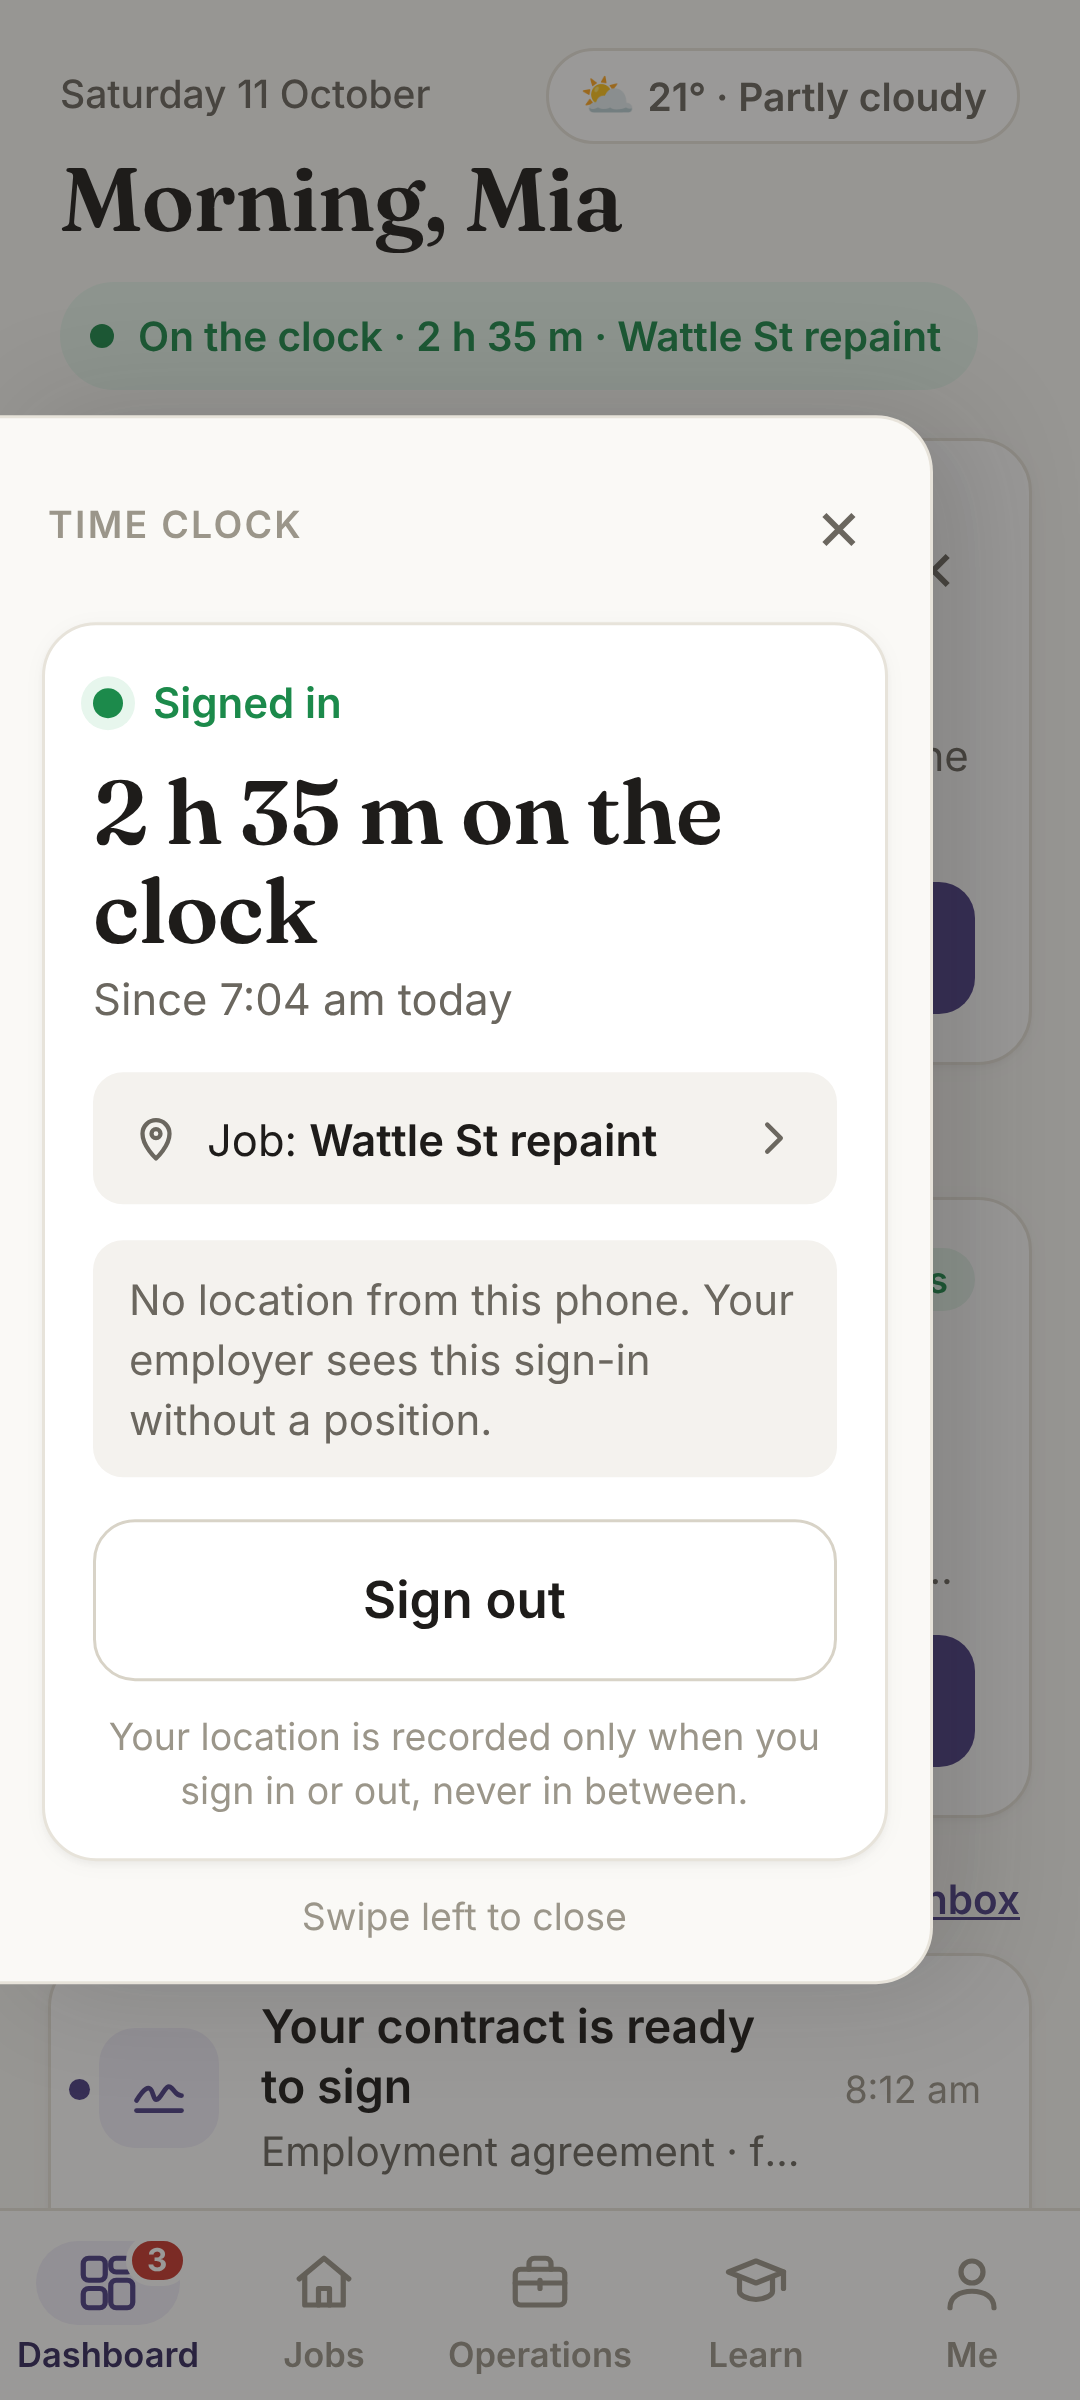 Saturday 11 October
21° · Partly cloudy
Morning, Mia
On the clock · 2 h 35 m · Wattle St repaint
TIME CLOCK
Signed in
2 h 35 m on the
clock
Since 7:04 am today
Job: Wattle St repaint
No location from this phone. Your
employer sees this sign-in
without a position.
Sign out
Your location is recorded only when you
sign in or out, never in between.
Swipe left to close
Your contract is ready
to sign
8:12 am
Employment agreement · f...
3
Dashboard
Jobs
Operations
Learn
Me